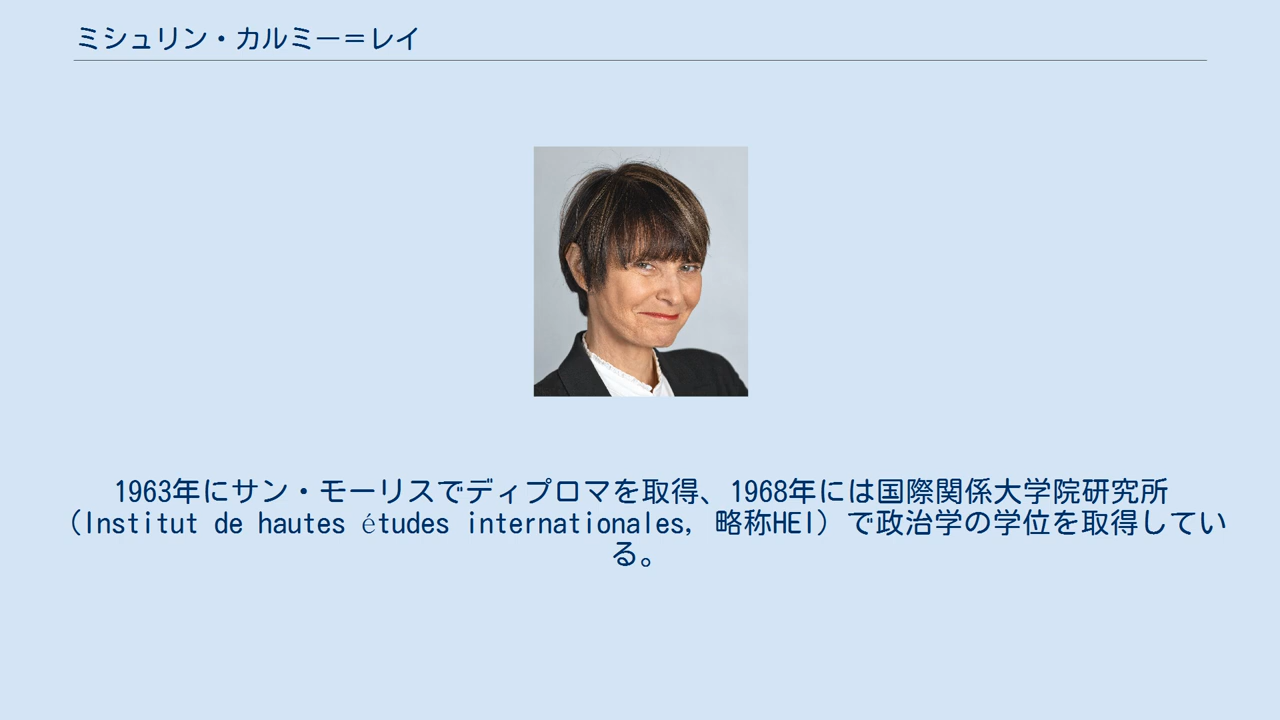 ミシュリン・カルミー＝レイ
1963年にサン・モーリスでディプロマを取得、1968年には国際関係大学院研究所
（Institut de hautes études internationales, 略称HEI）で政治学の学位を取得してい
る。